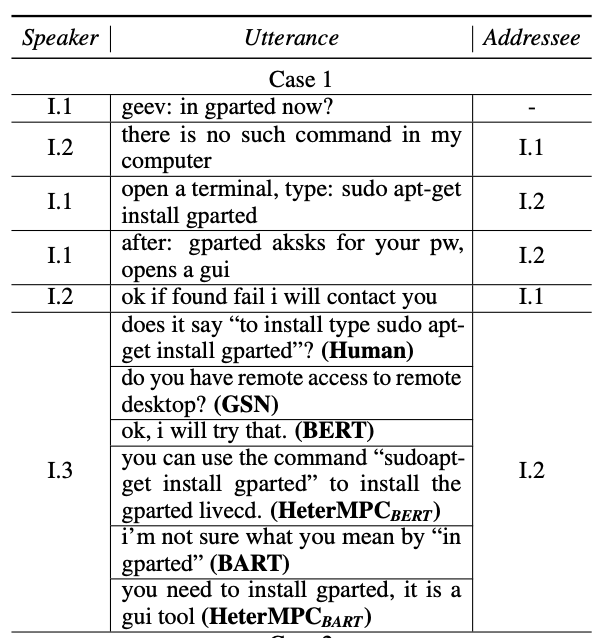 Speaker Utterance Addressee
Case 1
I.1 geev: in gparted now? -
there is no such command in my
I.2 computer I.1
open a terminal, type: sudo apt-get
I.1 install gparted I.2
after: gparted aksks for your pw,
I.1 opens a gui I.2
I.2 ok if found fail i will contact you I.1
does it say “to install type sudo apt-
get install gparted”? (Human)
do you have remote access to remote
desktop? (GSN)
ok, i will try that. (BERT)
I.3 you can use the command “sudoapt- I.2
get install gparted” to install the
gparted livecd. (HeterMPC_BERT)
i’m not sure what you mean by “in
gparted” (BART)
you need to install gparted, it is a
gui tool (HeterMPC_BART)